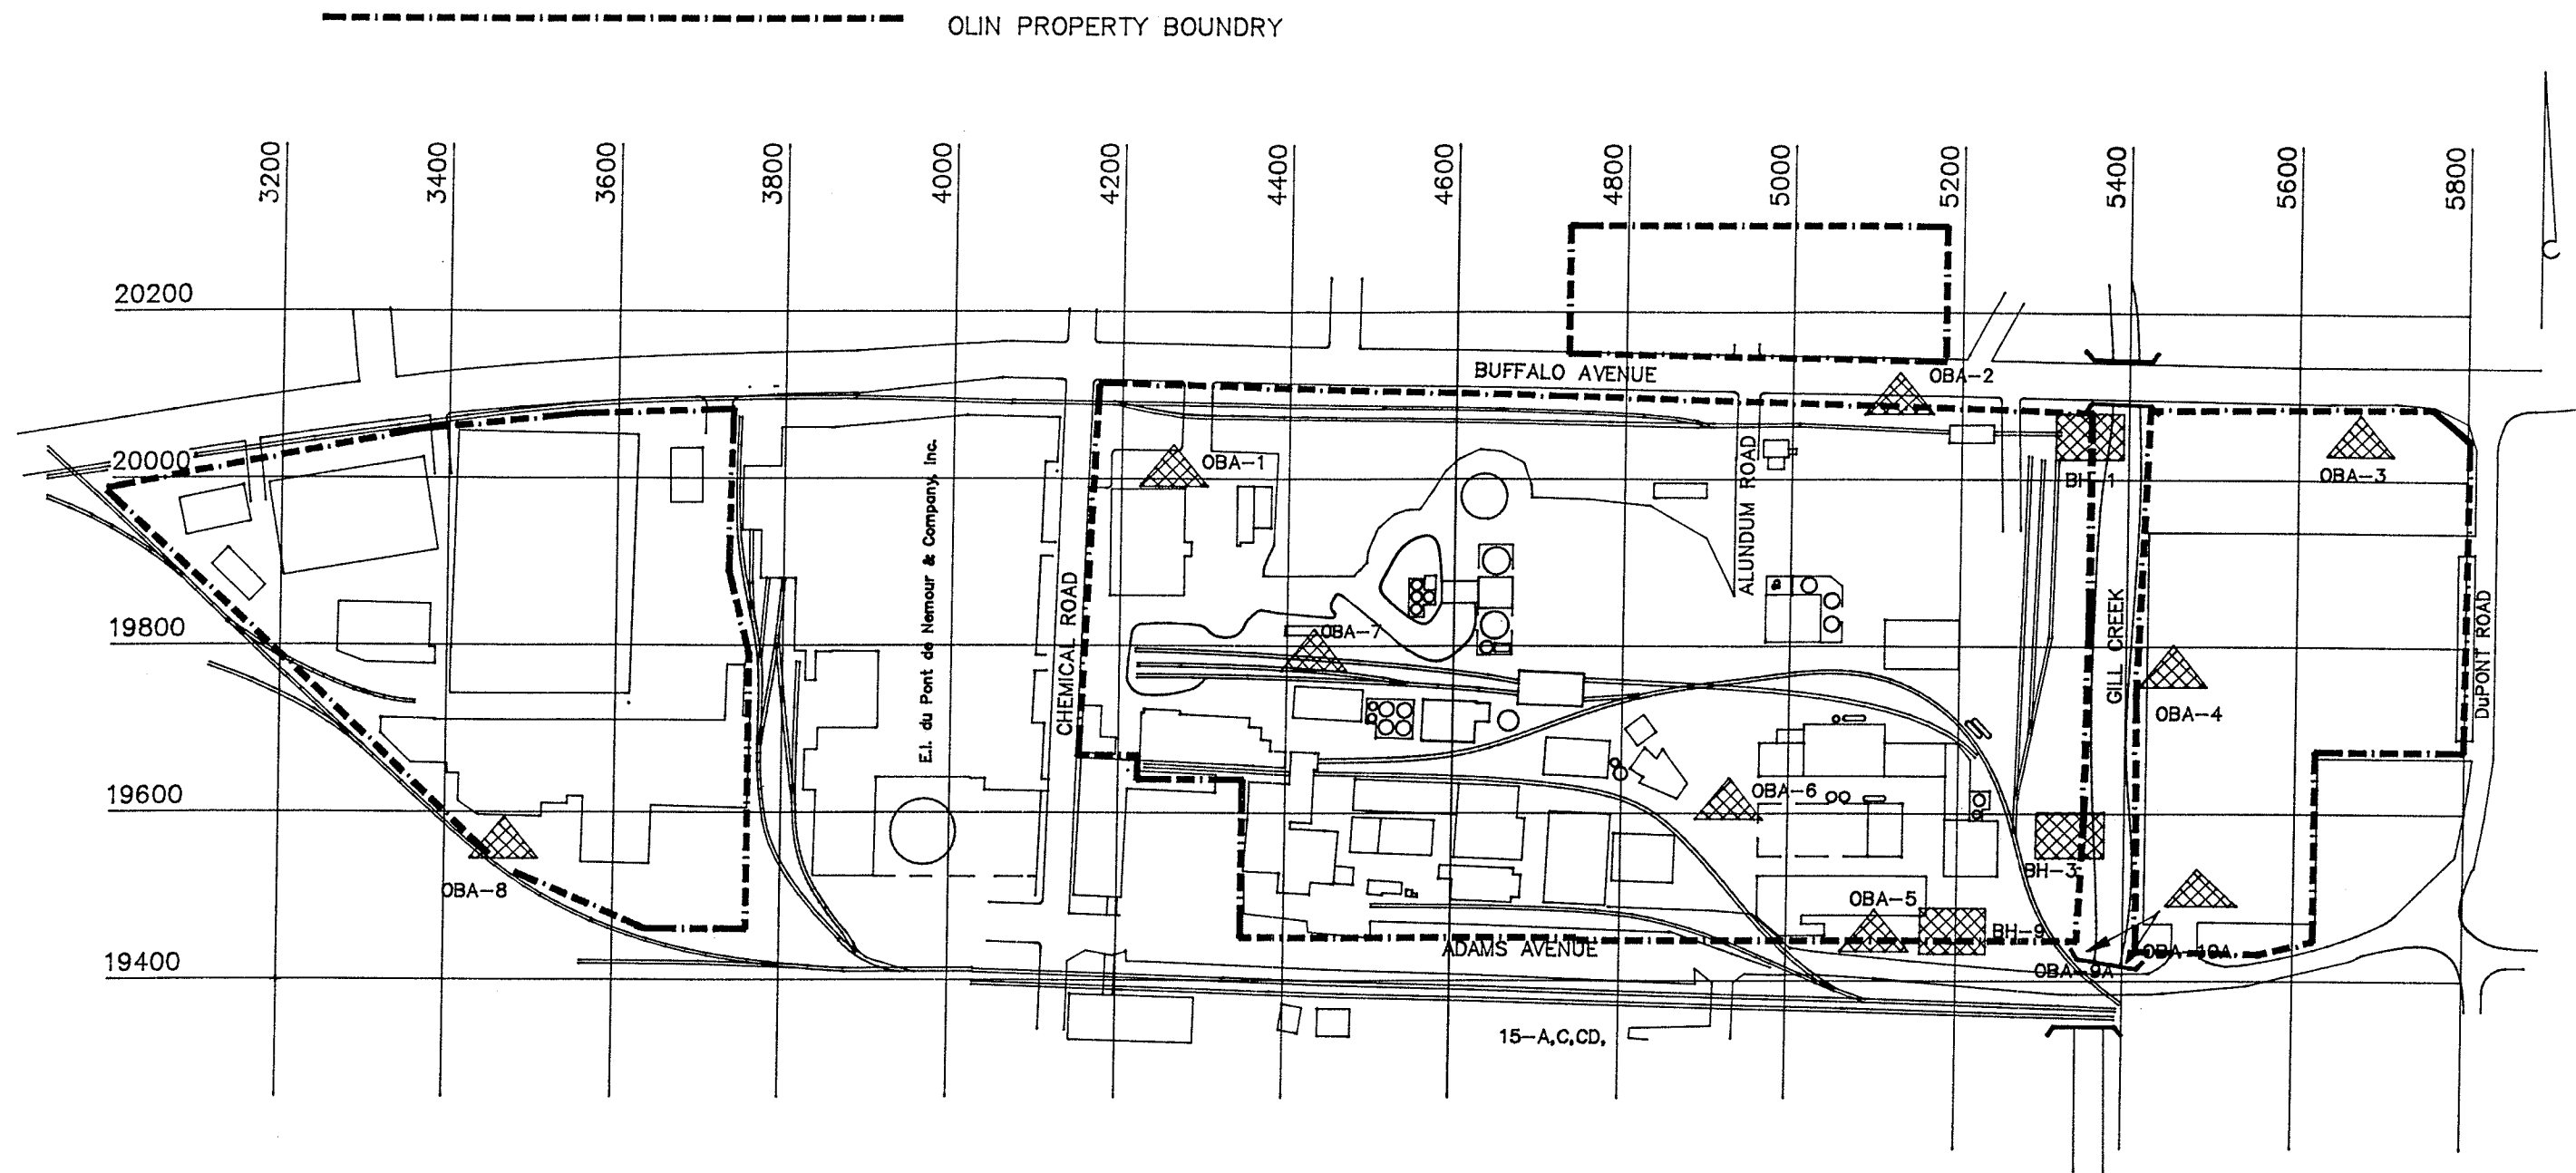 OLIN PROPERTY BOUNDRY
3200
3400
3600
3800
4000
4200
4400
4600
4800
5000
5200
5400
5600
5800
20200
BUFFALO AVENUE
OBA-2
20000
OBA-1
OBA-3
E.I. du Pont de Nemour & Company, Inc.
ALUNDUM ROAD
CHEMICAL ROAD
GILL CREEK
DuPONT ROAD
19800
OBA-7
OBA-4
19600
OBA-6
BH-3
OBA-8
OBA-5
BH-9
ADAMS AVENUE
OBA-10A
OBA-9A
19400
15-A,C,CD,